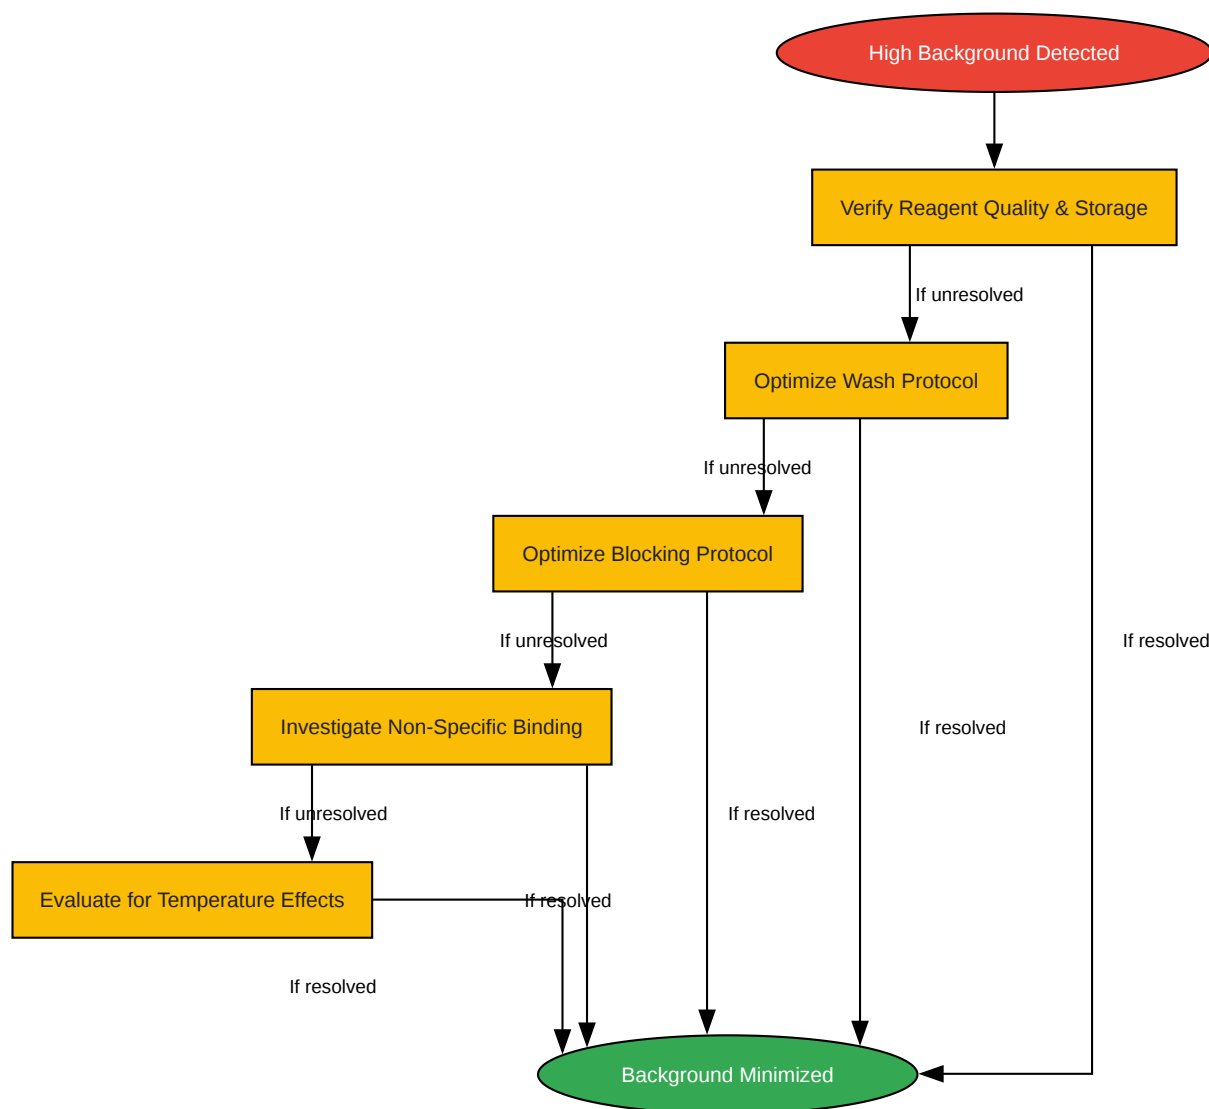 High Background Detected
Verify Reagent Quality & Storage
If unresolved
Optimize Wash Protocol
If unresolved
Optimize Blocking Protocol
If unresolved
If resolved
Investigate Non-Specific Binding
If resolved
If unresolved
If resolved
Evaluate for Temperature Effects
If resolved
If resolved
Background Minimized